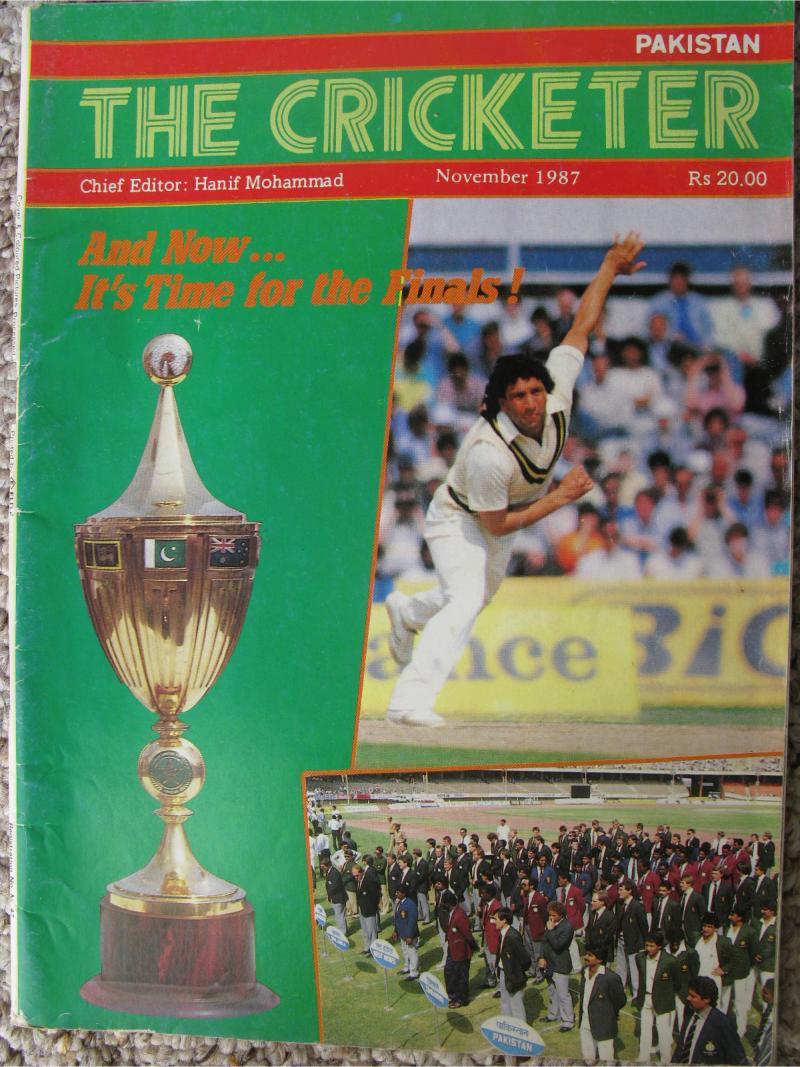 PAKISTAN
THE CRICKETER
Chief Editor: Hanif Mohammad
November 1987
Rs 20.00
And Now...
It's Time for the Finals!
ance
BiC
पाकिस्तान
PAKISTAN